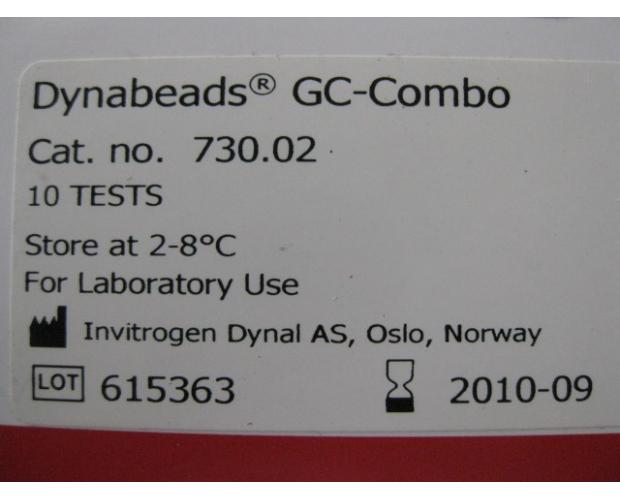 Dynabeads® GC-Combo
Cat. no. 730.02
10 TESTS
Store at 2-8°C
For Laboratory Use
Invitrogen Dynal AS, Oslo, Norway
LOT 615363 2010-09